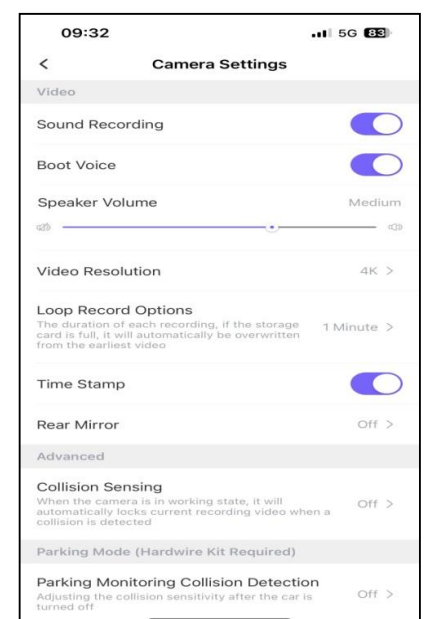 09:32
5G 83
Camera Settings
Video
Sound Recording
Boot Voice
Speaker Volume Medium
Video Resolution 4K >
Loop Record Options
The duration of each recording, if the storage
card is full, it will automatically be overwritten
from the earliest video
1 Minute >
Time Stamp
Rear Mirror Off >
Advanced
Collision Sensing
When the camera is in working state, it will
automatically locks current recording video when a
collision is detected
Off >
Parking Mode (Hardwire Kit Required)
Parking Monitoring Collision Detection
Adjusting the collision sensitivity after the car is
turned off
Off >